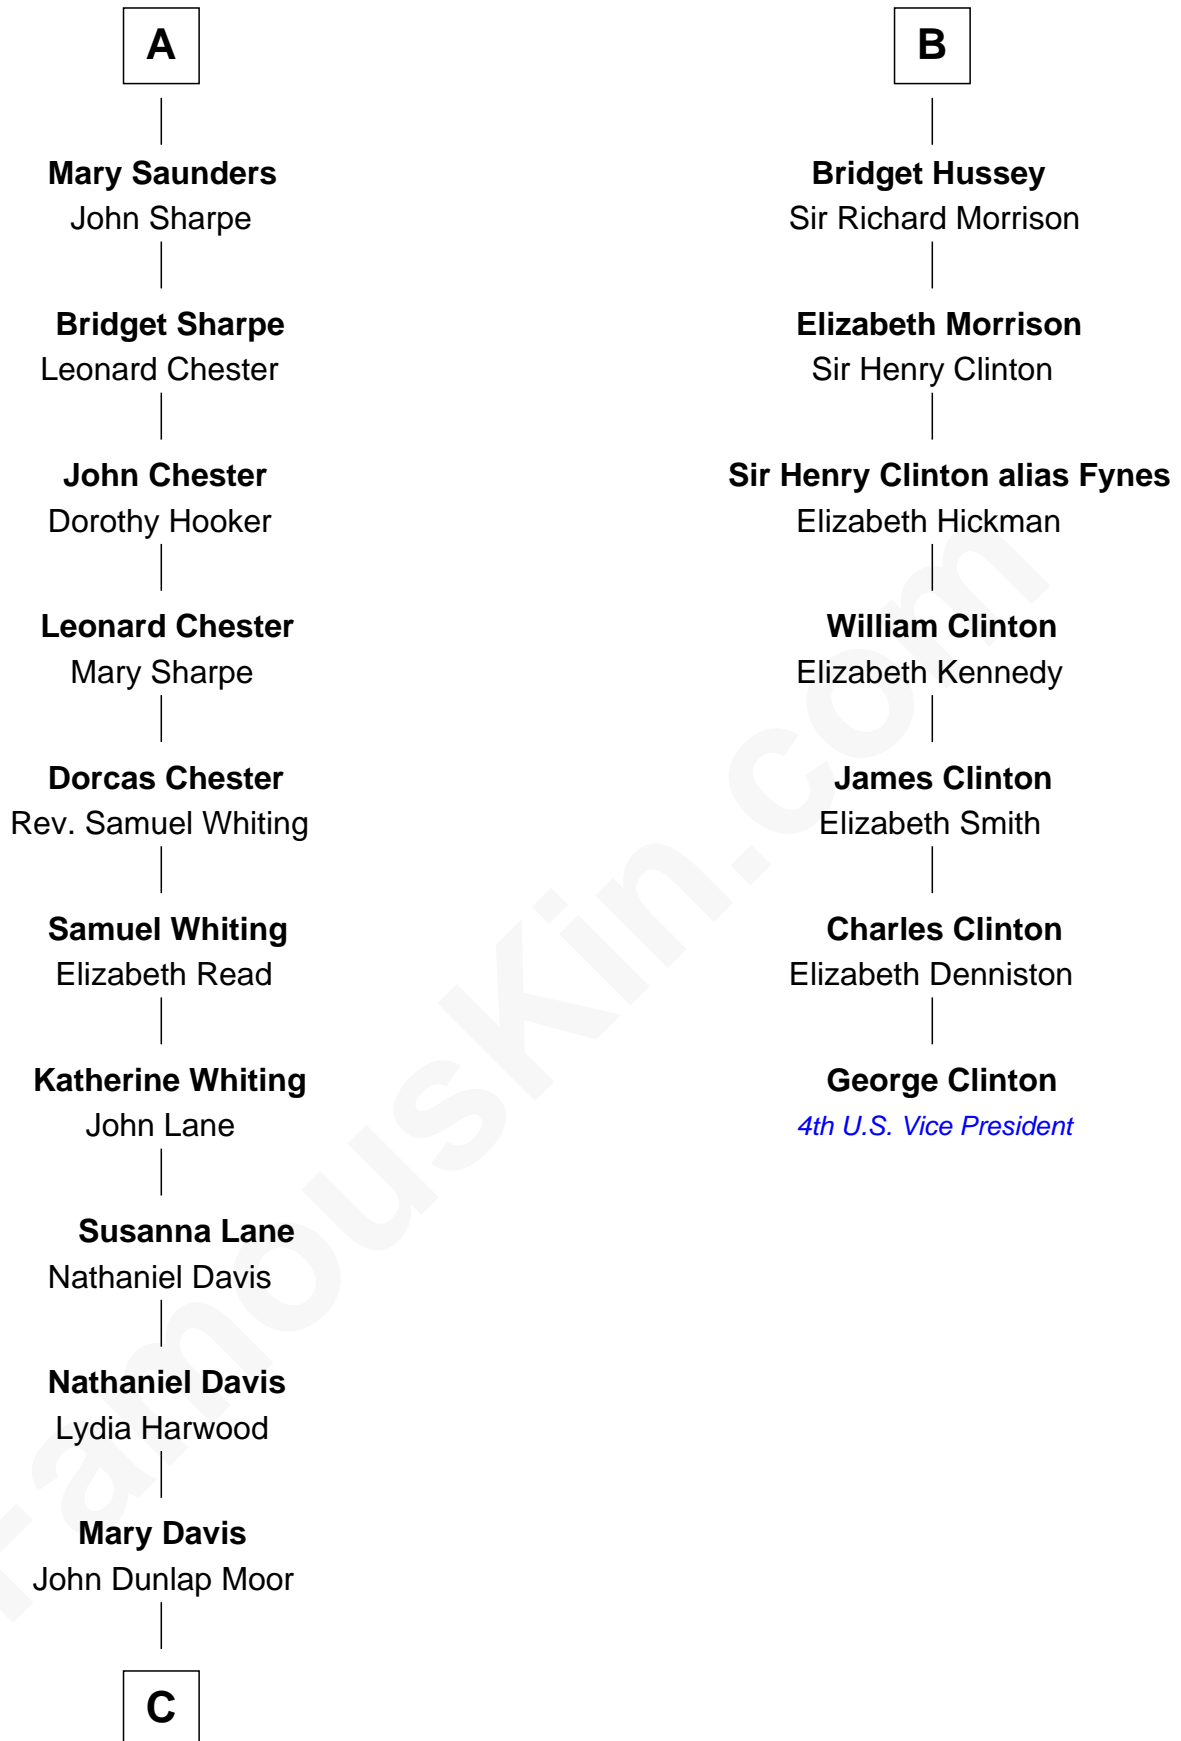 A
Mary Saunders
John Sharpe
Bridget Sharpe
Leonard Chester
John Chester
Dorothy Hooker
Leonard Chester
Mary Sharpe
Dorcas Chester
Rev. Samuel Whiting
Samuel Whiting
Elizabeth Read
Katherine Whiting
John Lane
Susanna Lane
Nathaniel Davis
Nathaniel Davis
Lydia Harwood
Mary Davis
John Dunlap Moor
C
B
Bridget Hussey
Sir Richard Morrison
Elizabeth Morrison
Sir Henry Clinton
Sir Henry Clinton alias Fynes
Elizabeth Hickman
William Clinton
Elizabeth Kennedy
James Clinton
Elizabeth Smith
Charles Clinton
Elizabeth Denniston
George Clinton
4th U.S. Vice President
FamousKin.com